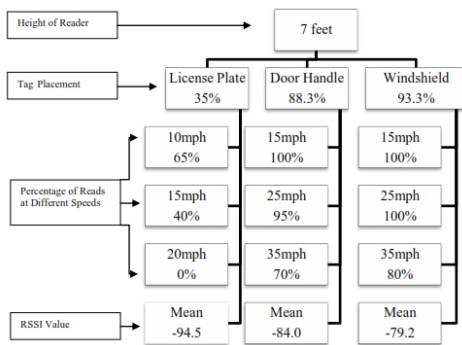 Height of Reader
7 feet
Tag Placement
License Plate
35%
Door Handle
88.3%
Windshield
93.3%
10mph
65%
15mph
100%
15mph
100%
Percentage of Reads
at Different Speeds
15mph
40%
25mph
95%
25mph
100%
20mph
0%
35mph
70%
35mph
80%
RSSI Value
Mean
-94.5
Mean
-84.0
Mean
-79.2